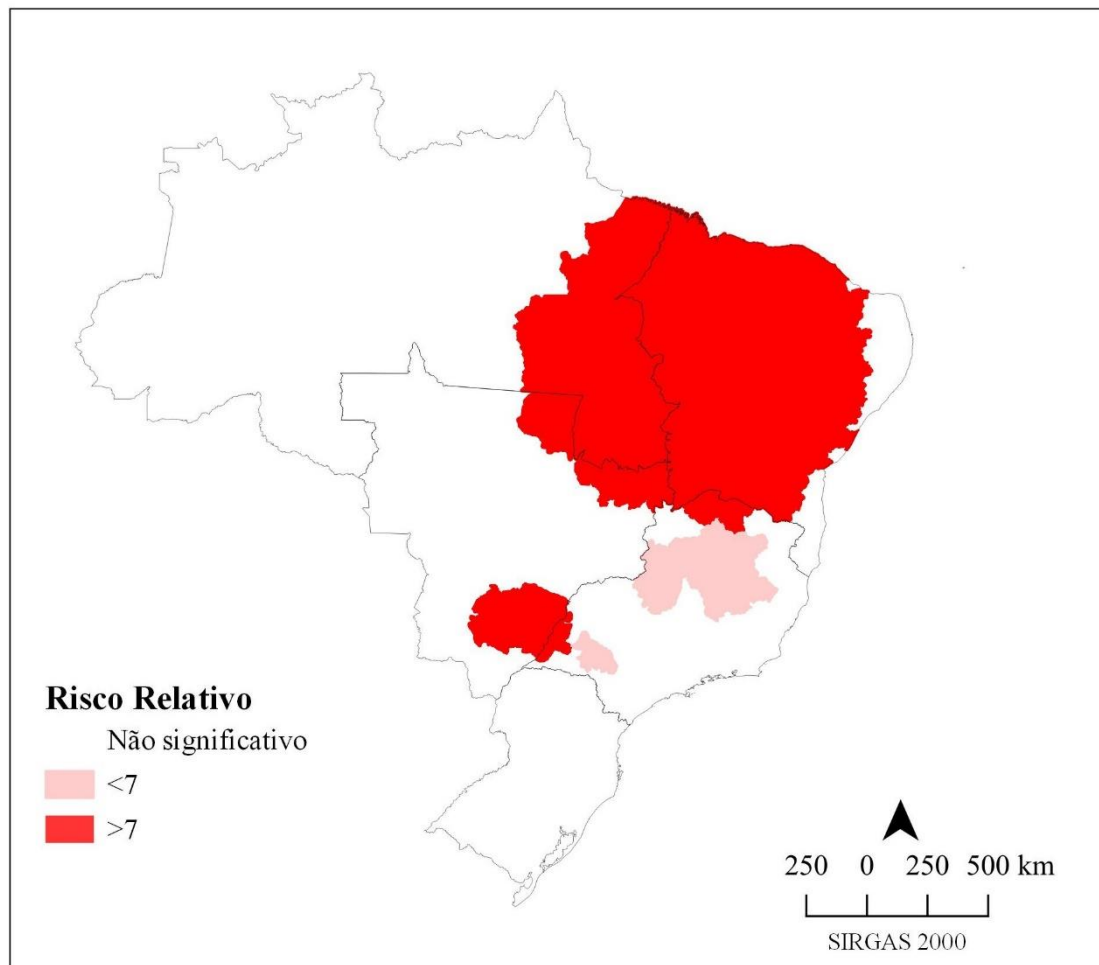 Risco Relativo
Não significativo
<7
>7
250 0 250 500 km
SIRGAS 2000